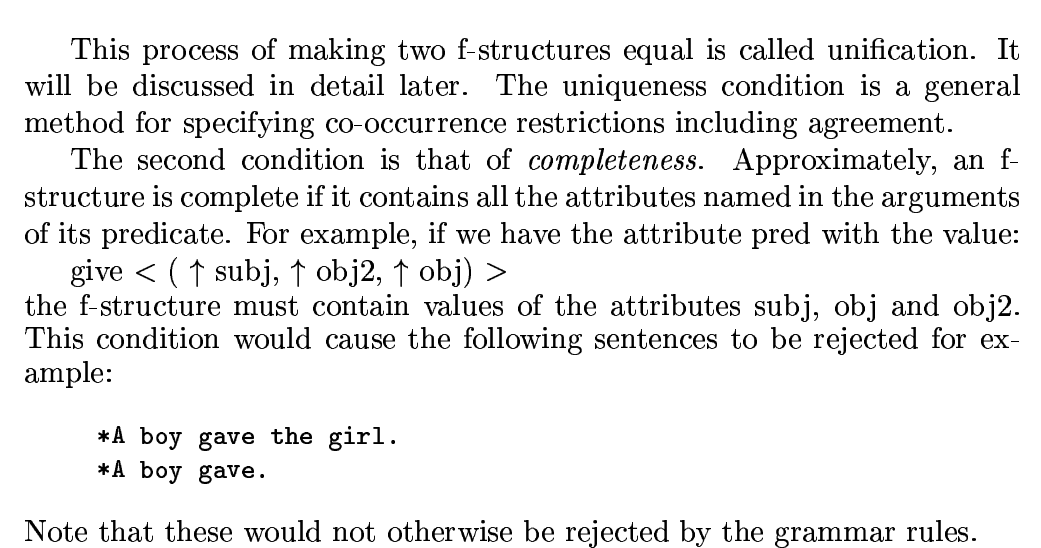 This process of making two f-structures equal is called unification. It
will be discussed in detail later. The uniqueness condition is a general
method for specifying co-occurrence restrictions including agreement.
The second condition is that of completeness. Approximately, an f-
structure is complete if it contains all the attributes named in the arguments
of its predicate. For example, if we have the attribute pred with the value:
give < ( ↑ subj, ↑ obj2, ↑ obj) >
the f-structure must contain values of the attributes subj, obj and obj2.
This condition would cause the following sentences to be rejected for ex-
ample:
*A boy gave the girl.
*A boy gave.
Note that these would not otherwise be rejected by the grammar rules.